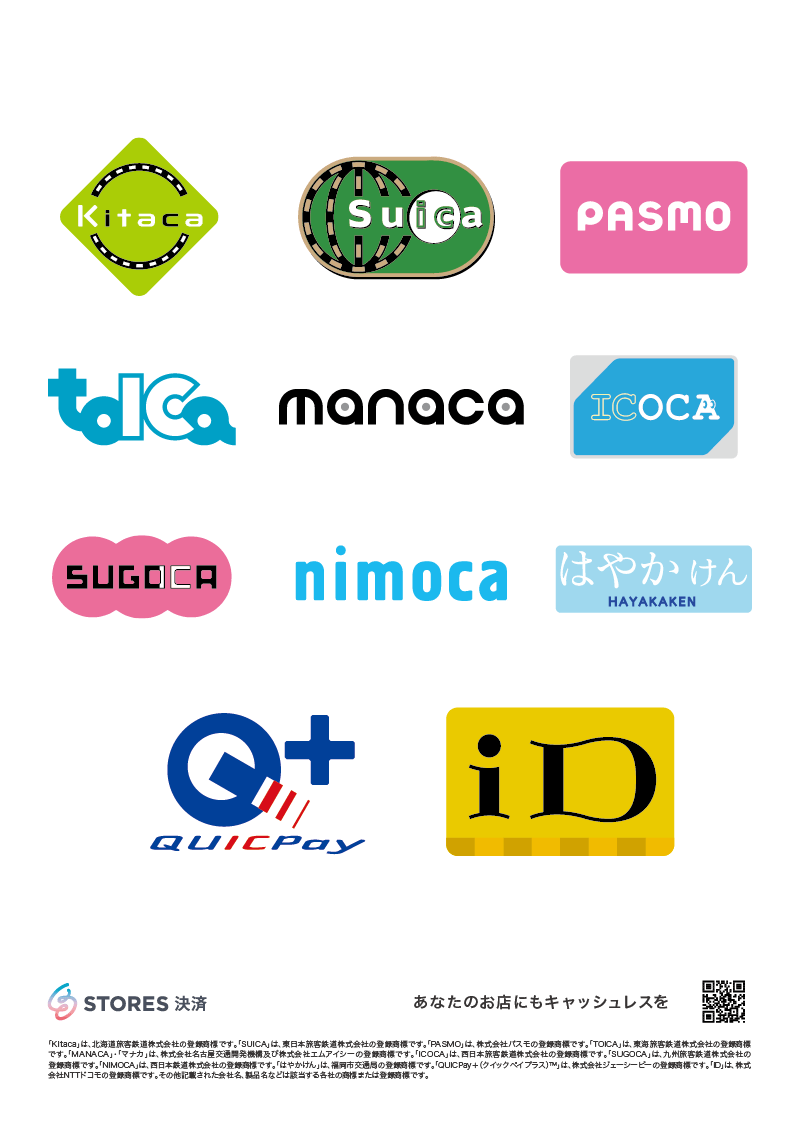 Kitaca
Suica
PASMO
TOICa
manaca
ICOCA
SUGOCA
nimoca
はやかけん
HAYAKAKEN
Q+
QUICPay
iD
STORES 決済
あなたのお店にもキャッシュレスを
「Kitaca」は、北海道旅客鉄道株式会社の登録商標です。「SUICA」は、東日本旅客鉄道株式会社の登録商標です。「PASMO」は、株式会社パスモの登録商標です。「TOICA」は、東海旅客鉄道株式会社の登録商標
です。「MANACA」・「マナカ」は、株式会社名古屋交通開発機構及び株式会社エムアイシーの登録商標です。「ICOCA」は、西日本旅客鉄道株式会社の登録商標です。「SUGOCA」は、九州旅客鉄道株式会社の
登録商標です。「NIMOCA」は、西日本鉄道株式会社の登録商標です。「はやかけん」は、福岡市交通局の登録商標です。「QUICPay+(クイックペイプラス)™」は、株式会社ジェーシービーの登録商標です。「iD」は、株式
会社NTTドコモの登録商標です。その他記載された会社名、製品名などは該当する各社の商標または登録商標です。